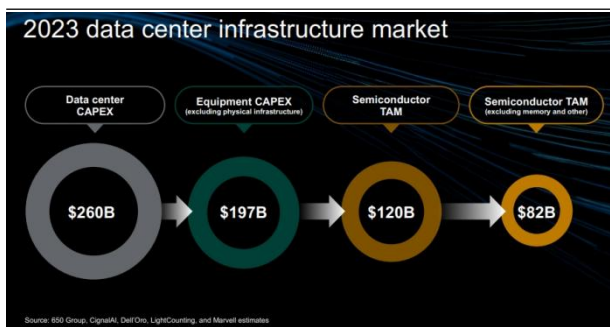 2023 data center infrastructure market
Data center
CAPEX
Equipment CAPEX
(excluding physical infrastructure)
Semiconductor
TAM
Semiconductor TAM
(excluding memory and other)
$260B
$197B
$120B
$82B
Source: 650 Group, CignalAI, Dell'Oro, LightCounting, and Marvell estimates